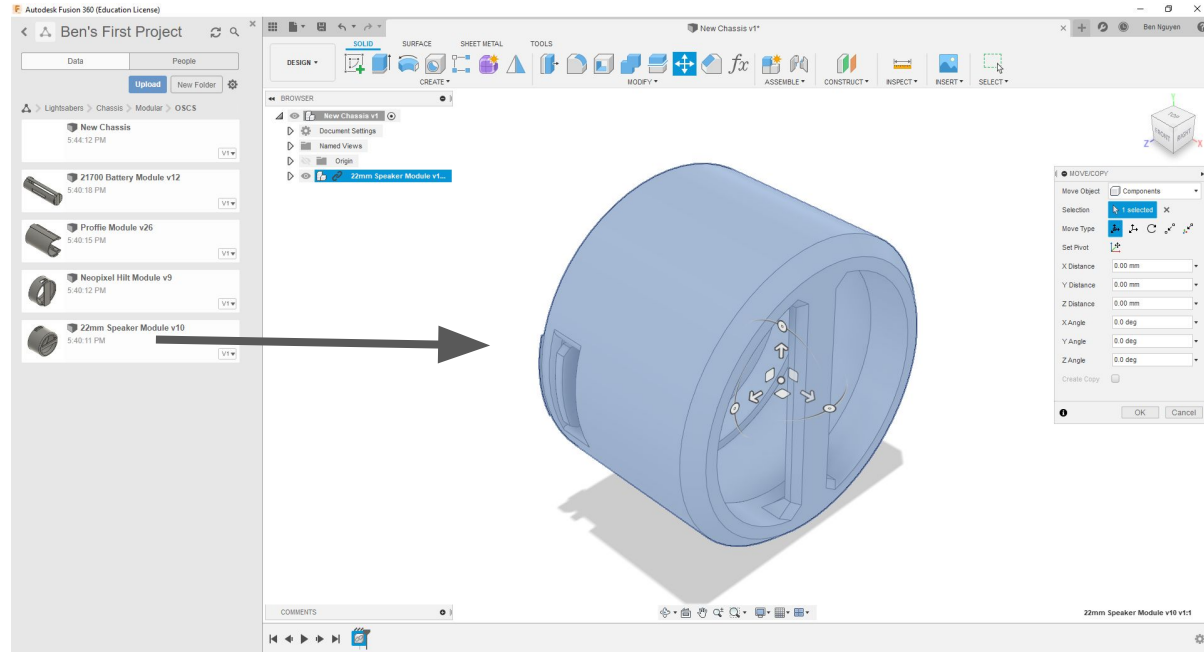 Autodesk Fusion 360 (Education License)
Ben's First Project
New Chassis v1*
Ben Nguyen
Data People
Upload New Folder
Lightsabers > Chassis > Modular > OSCS
New Chassis
5:44:12 PM
V1
21700 Battery Module v12
5:40:18 PM
V1
Proffie Module v26
5:40:15 PM
V1
Neopixel Hilt Module v9
5:40:12 PM
V1
22mm Speaker Module v10
5:40:11 PM
V1
SOLID SURFACE SHEET METAL TOOLS
DESIGN
CREATE MODIFY ASSEMBLE CONSTRUCT INSPECT INSERT SELECT
fx
BROWSER
New Chassis v1
Document Settings
Named Views
Origin
22mm Speaker Module v1...
TOP
FRONT RIGHT
Y
Z X
MOVE/COPY
Move Object Components
Selection 1 selected
Move Type
Set Pivot
X Distance 0.00 mm
Y Distance 0.00 mm
Z Distance 0.00 mm
X Angle 0.0 deg
Y Angle 0.0 deg
Z Angle 0.0 deg
Create Copy
OK Cancel
COMMENTS
22mm Speaker Module v10 v1:1